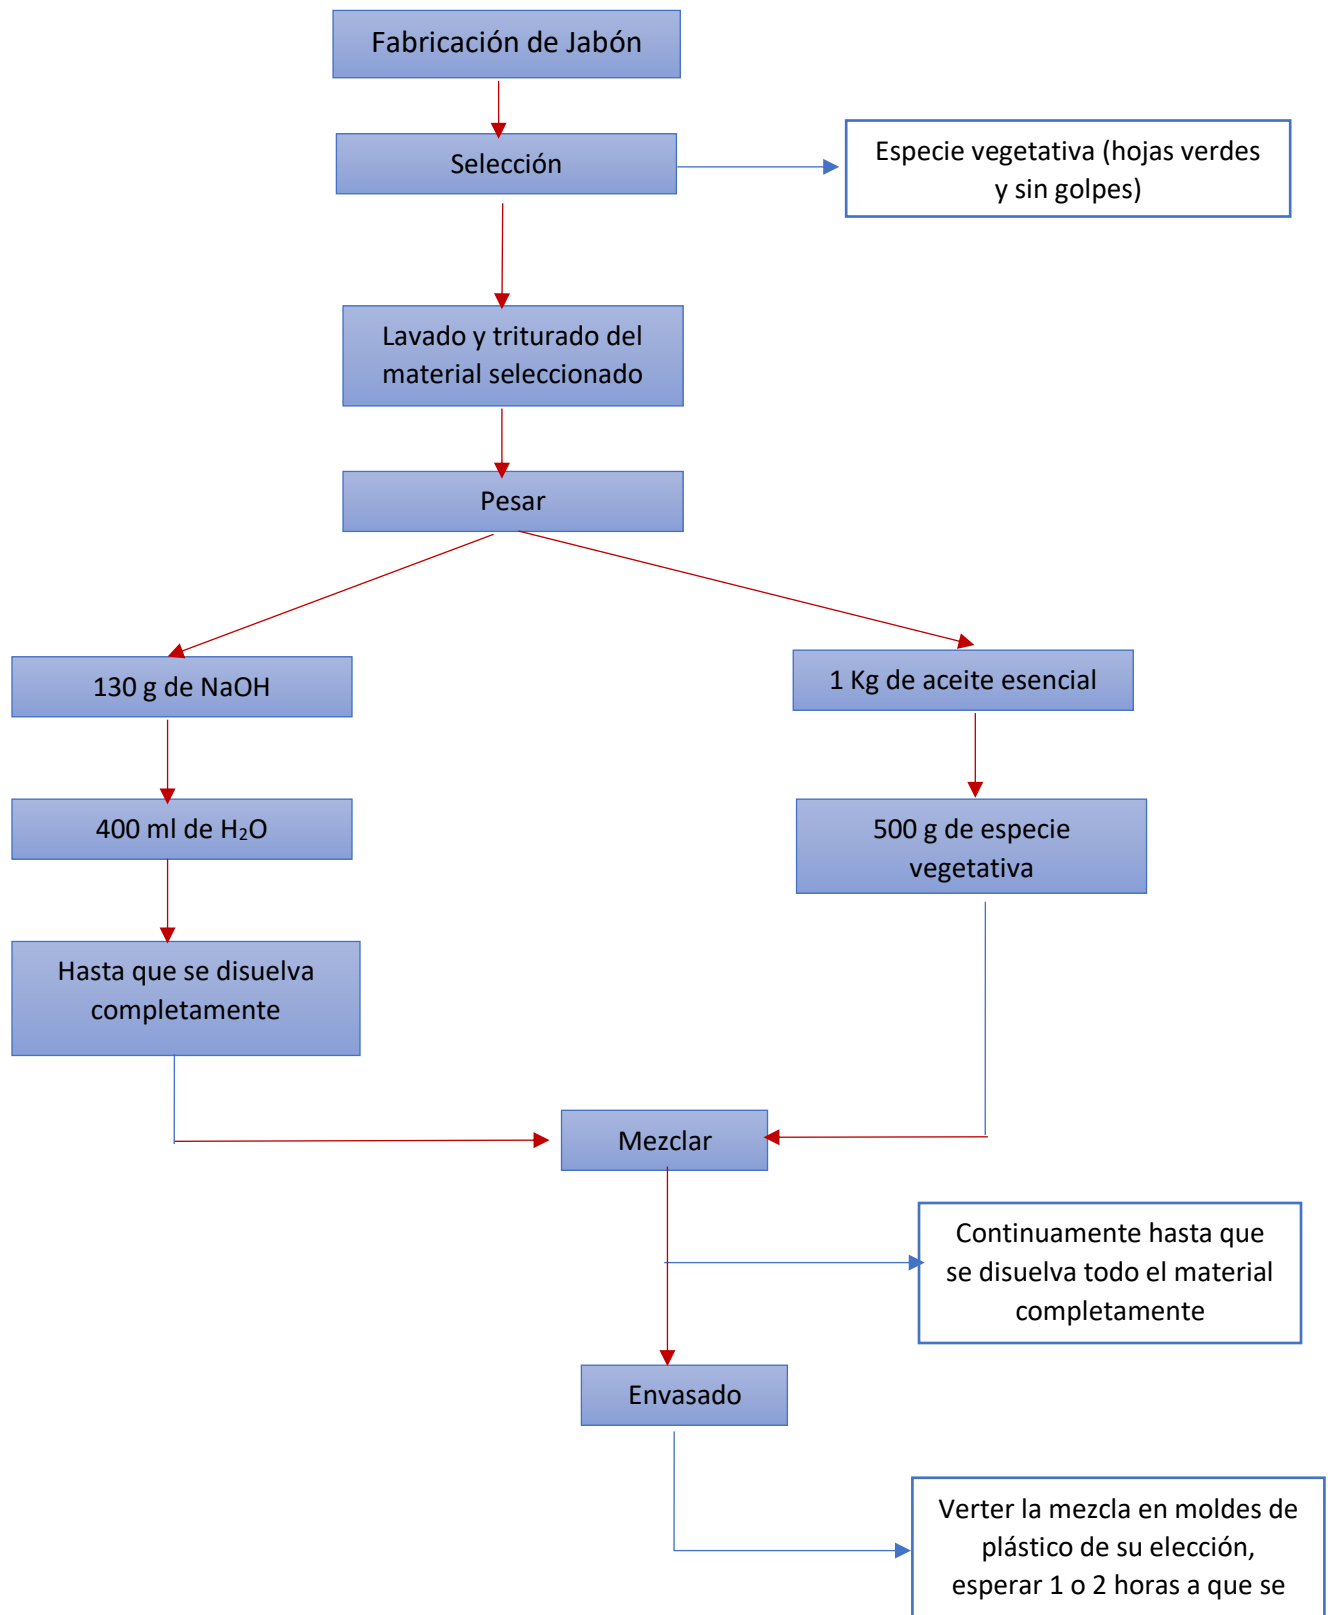 Fabricación de Jabón
Selección
Especie vegetativa (hojas verdes
y sin golpes)
Lavado y triturado del
material seleccionado
Pesar
130 g de NaOH
1 Kg de aceite esencial
400 ml de H₂O
500 g de especie
vegetativa
Hasta que se disuelva
completamente
Mezclar
Continuamente hasta que
se disuelva todo el material
completamente
Envasado
Verter la mezcla en moldes de
plástico de su elección,
esperar 1 o 2 horas a que se